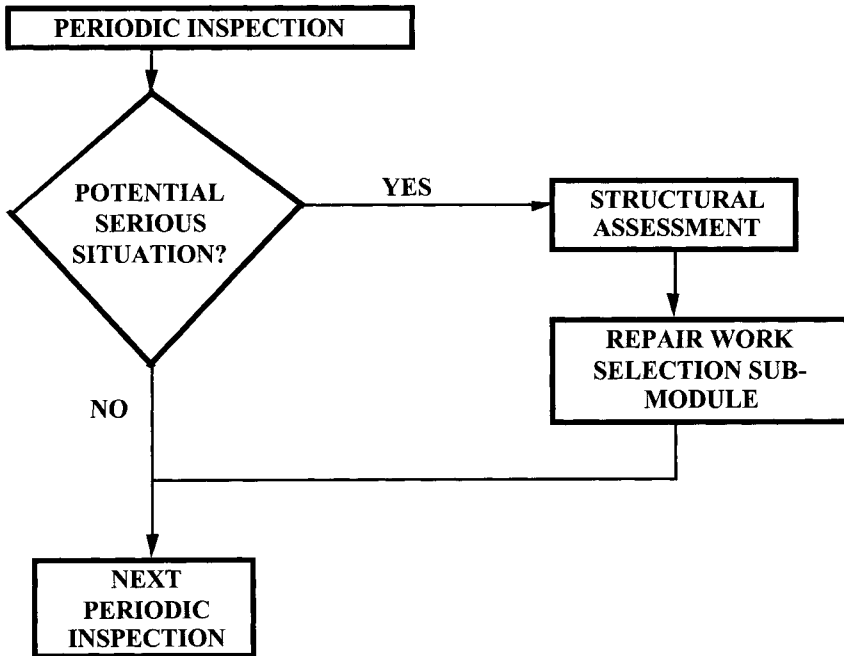 PERIODIC INSPECTION
POTENTIAL
SERIOUS
SITUATION?
YES
STRUCTURAL
ASSESSMENT
REPAIR WORK
SELECTION SUB-
MODULE
NO
NEXT
PERIODIC
INSPECTION